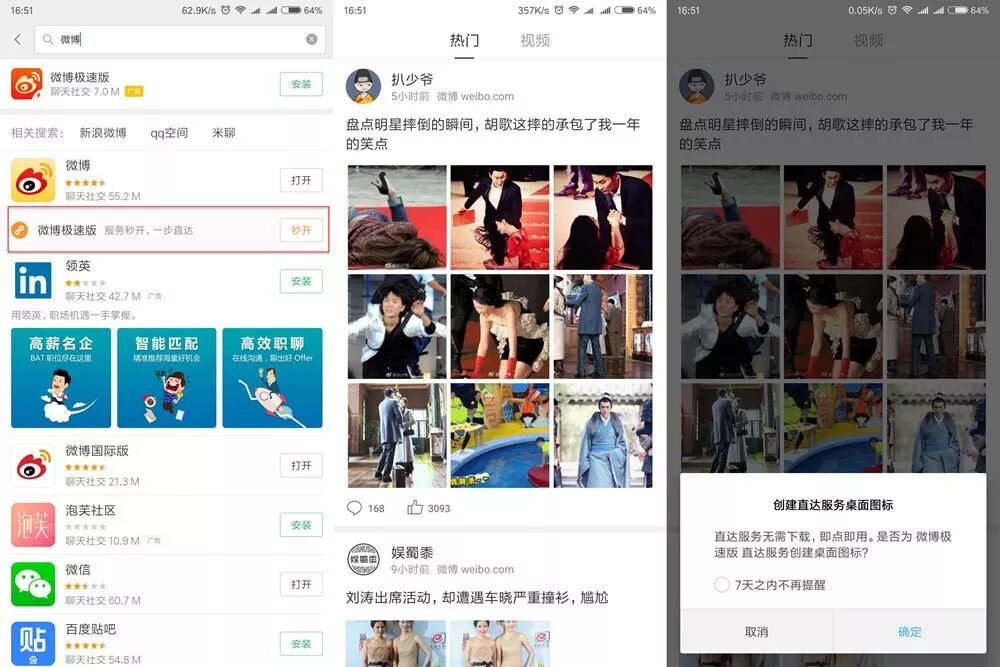 16:51
62.9K/s
64%
微博
微博极速版
聊天社交 7.0 M 广告
安装
相关搜索:
新浪微博
qq空间
米聊
微博
聊天社交 55.2 M
打开
微博极速版 服务秒开,一步直达
秒开
领英
聊天社交 42.7 M 广告
安装
用领英,职场机遇一手掌握。
高薪名企
BAT 职位尽在这里
智能匹配
精准推荐海量好机会
高效职聊
在线沟通,聊出好 Offer
in
微博国际版
聊天社交 21.3 M
打开
泡芙
泡芙社区
聊天社交 10.9 M 广告
安装
微信
聊天社交 60.7 M
打开
贴
百度贴吧
聊天社交 54.8 M
安装
16:51
357K/s
64%
热门
视频
扒少爷
5小时前 微博 weibo.com
盘点明星摔倒的瞬间,胡歌这摔的承包了我一年
的笑点
168
3093
娱蜀黍
娱蜀黍
9小时前 微博 weibo.com
刘涛出席活动,却遭遇车晓严重撞衫,尴尬
16:51
0.05K/s
64%
热门
视频
扒少爷
5小时前 微博 weibo.com
盘点明星摔倒的瞬间,胡歌这摔的承包了我一年
的笑点
创建直达服务桌面图标
直达服务无需下载,即点即用。是否为 微博极
速版 直达服务创建桌面图标?
7天之内不再提醒
取消
确定